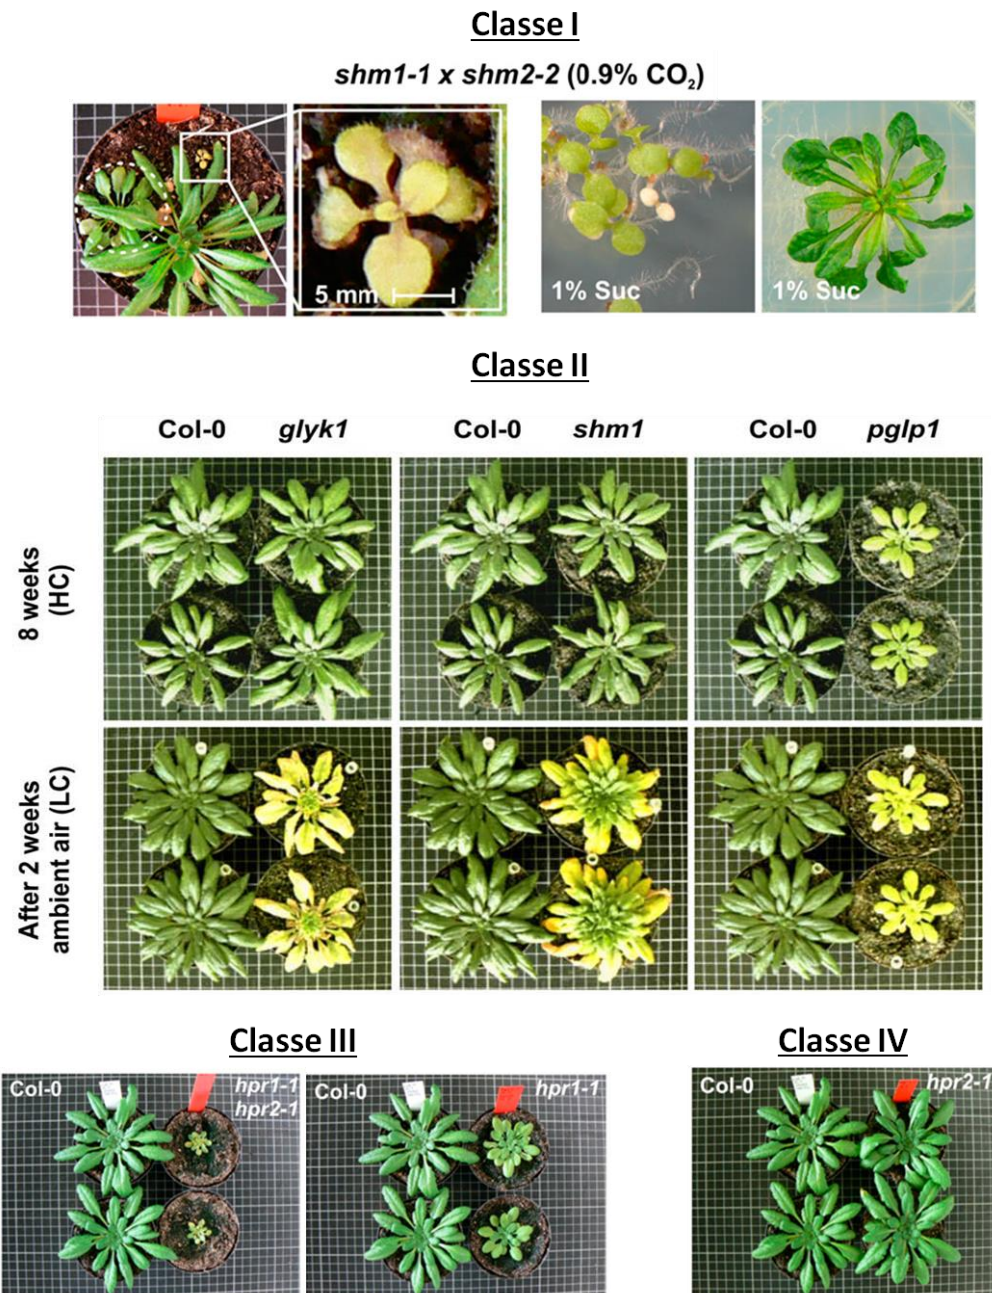 Classe I
shm1-1 x shm2-2 (0.9% CO₂)
5 mm
1% Suc
1% Suc
Classe II
Col-0 glyk1
Col-0 shm1
Col-0 pglp1
8 weeks
(HC)
After 2 weeks
ambient air (LC)
Classe III
Classe IV
Col-0
hpr1-1
hpr2-1
Col-0
hpr1-1
Col-0
hpr2-1